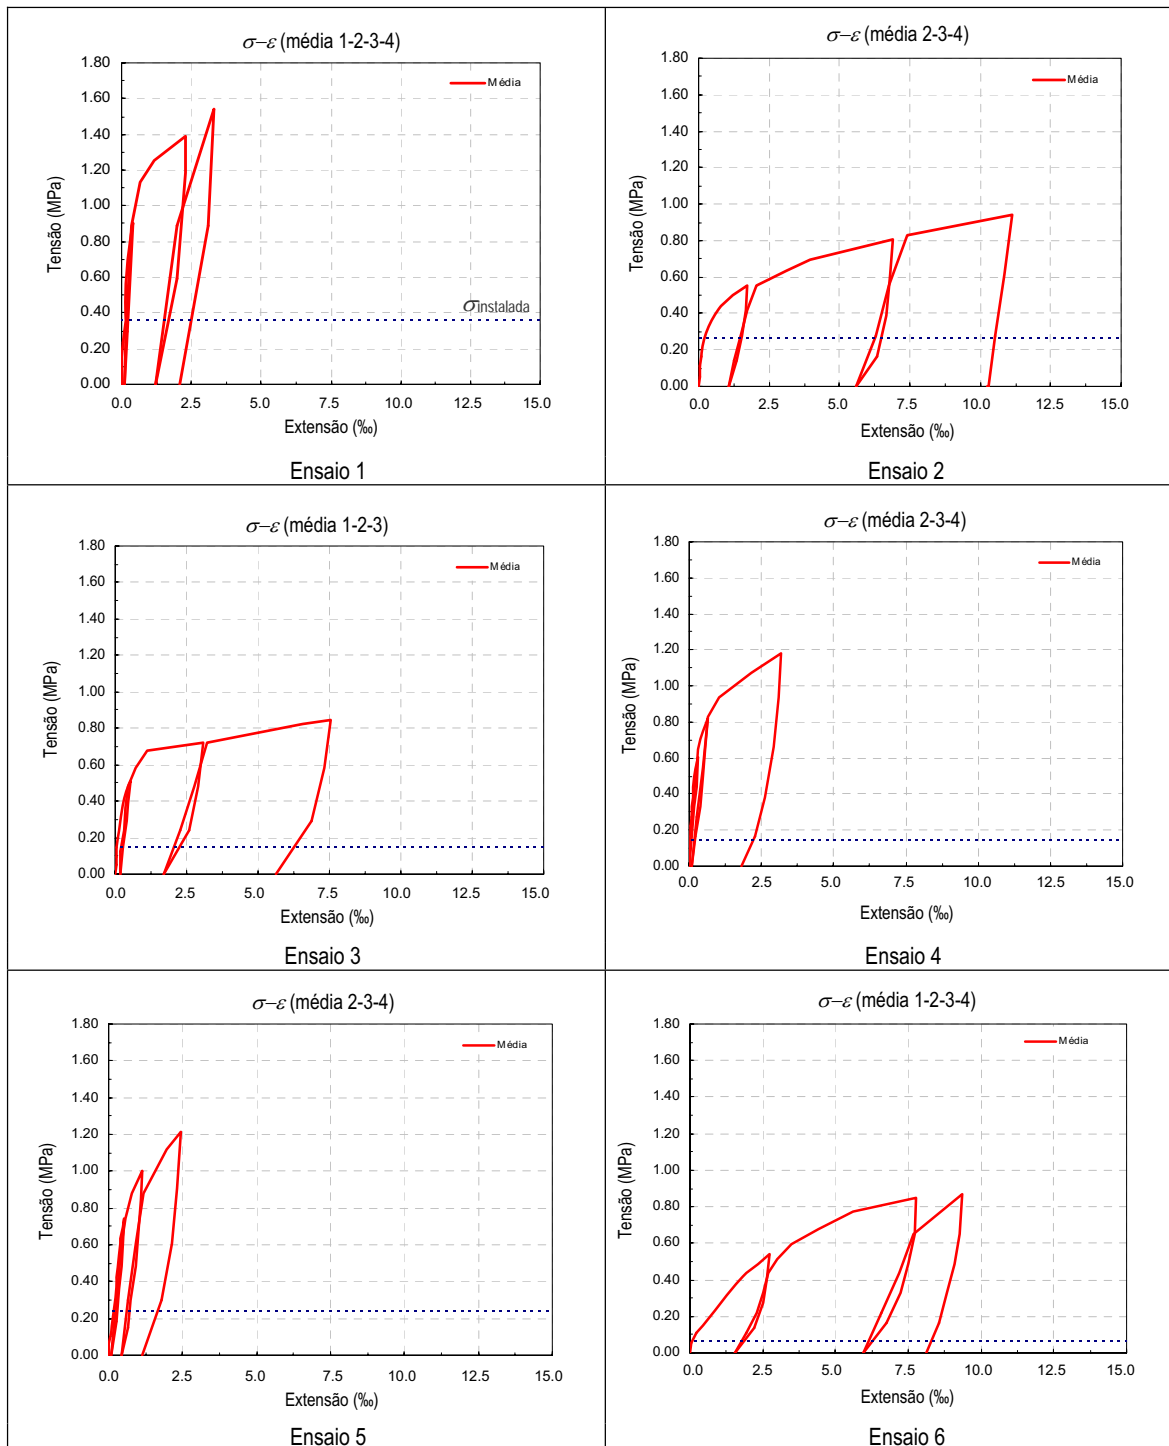 σ–ε (média 1-2-3-4)
1.80
1.60
1.40
1.20
1.00
0.80
0.60
0.40
0.20
0.00
Tensão (MPa)
Média
σinstalada
0.0 2.5 5.0 7.5 10.0 12.5 15.0
Extensão (‰)
Ensaio 1
σ–ε (média 2-3-4)
1.80
1.60
1.40
1.20
1.00
0.80
0.60
0.40
0.20
0.00
Tensão (MPa)
Média
0.0 2.5 5.0 7.5 10.0 12.5 15.0
Extensão (‰)
Ensaio 2
σ–ε (média 1-2-3)
1.80
1.60
1.40
1.20
1.00
0.80
0.60
0.40
0.20
0.00
Tensão (MPa)
Média
0.0 2.5 5.0 7.5 10.0 12.5 15.0
Extensão (‰)
Ensaio 3
σ–ε (média 2-3-4)
1.80
1.60
1.40
1.20
1.00
0.80
0.60
0.40
0.20
0.00
Tensão (MPa)
Média
0.0 2.5 5.0 7.5 10.0 12.5 15.0
Extensão (‰)
Ensaio 4
σ–ε (média 2-3-4)
1.80
1.60
1.40
1.20
1.00
0.80
0.60
0.40
0.20
0.00
Tensão (MPa)
Média
0.0 2.5 5.0 7.5 10.0 12.5 15.0
Extensão (‰)
Ensaio 5
σ–ε (média 1-2-3-4)
1.80
1.60
1.40
1.20
1.00
0.80
0.60
0.40
0.20
0.00
Tensão (MPa)
Média
0.0 2.5 5.0 7.5 10.0 12.5 15.0
Extensão (‰)
Ensaio 6